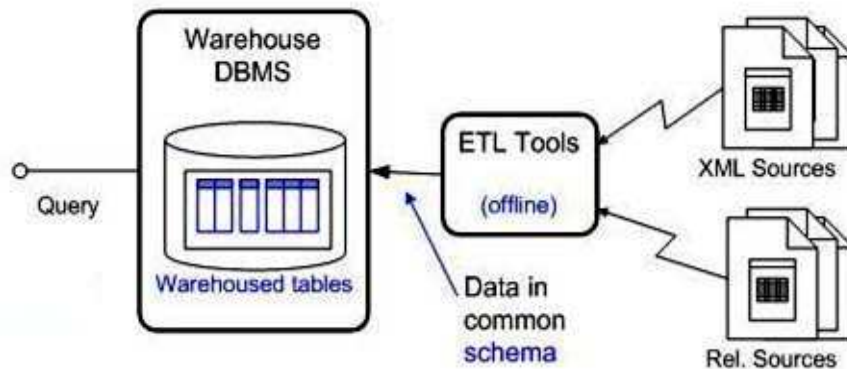 Warehouse
DBMS
Query
Warehoused tables
ETL Tools
(offline)
Data in
common
schema
XML Sources
Rel. Sources